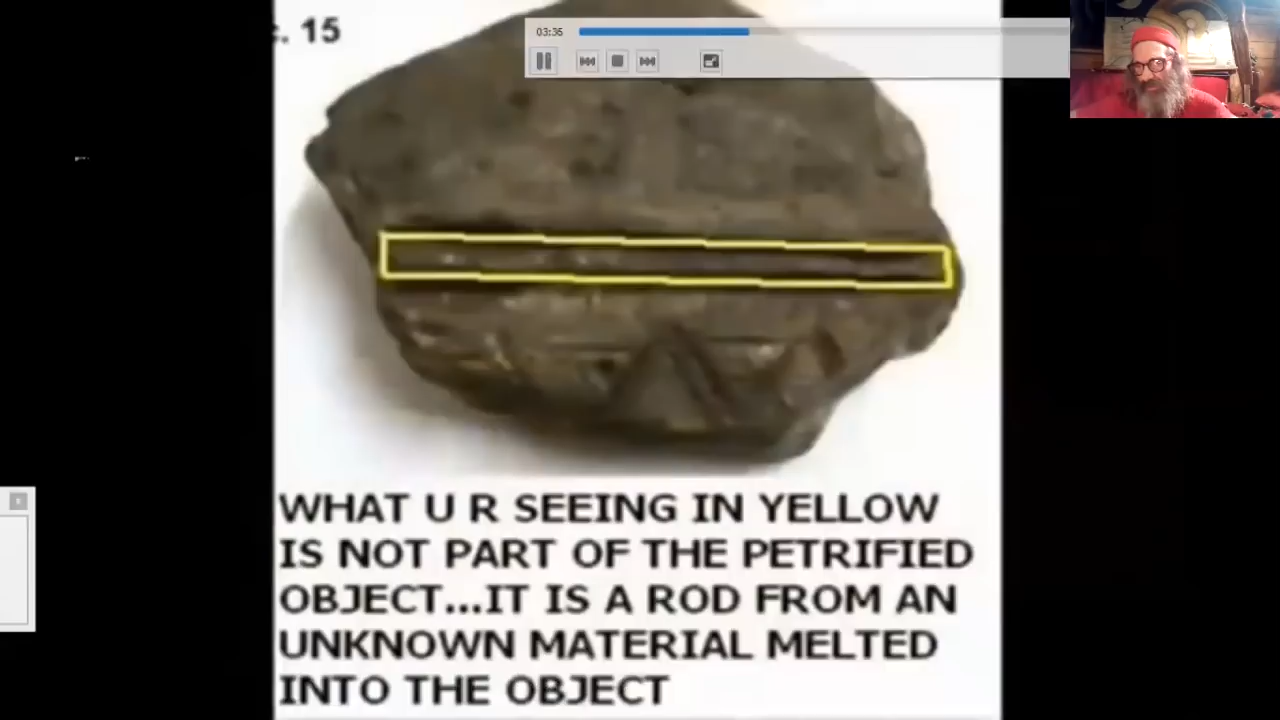 . 15
03:36
WHAT U R SEEING IN YELLOW
IS NOT PART OF THE PETRIFIED
OBJECT...IT IS A ROD FROM AN
UNKNOWN MATERIAL MELTED
INTO THE OBJECT